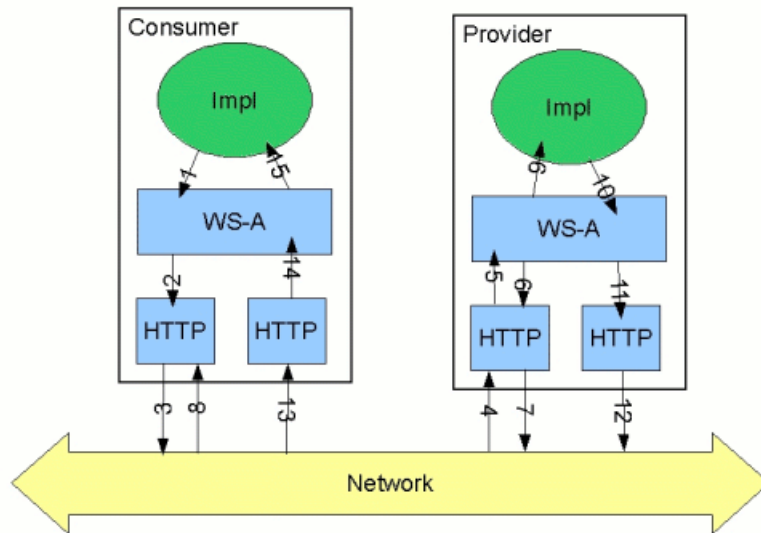 Consumer
Impl
1
15
WS-A
2
14
HTTP
HTTP
3
8
13
Provider
Impl
9
10
WS-A
5
6
11
HTTP
HTTP
4
7
12
Network